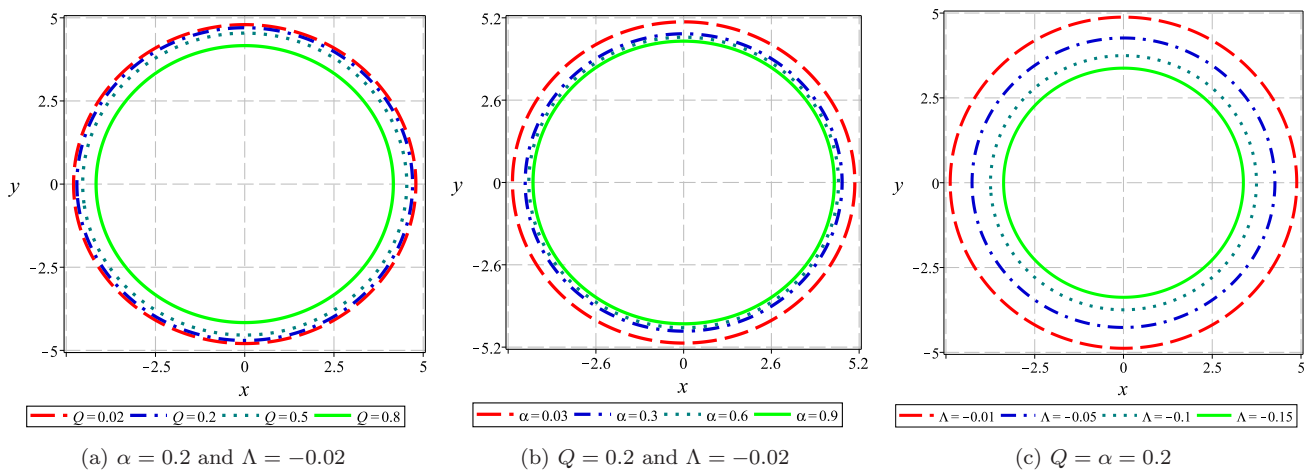 5
2.5
y
0
−2.5
−5
−2.5 0 2.5 5
x
Q = 0.02 Q = 0.2 Q = 0.5 Q = 0.8
(a) α = 0.2 and Λ = −0.02
5.2
2.6
y
0
−2.6
−5.2
−2.6 0 2.6 5.2
x
α = 0.03 α = 0.3 α = 0.6 α = 0.9
(b) Q = 0.2 and Λ = −0.02
5
2.5
y
0
−2.5
−5
−2.5 0 2.5 5
x
Λ = −0.01 Λ = −0.05 Λ = −0.1 Λ = −0.15
(c) Q = α = 0.2